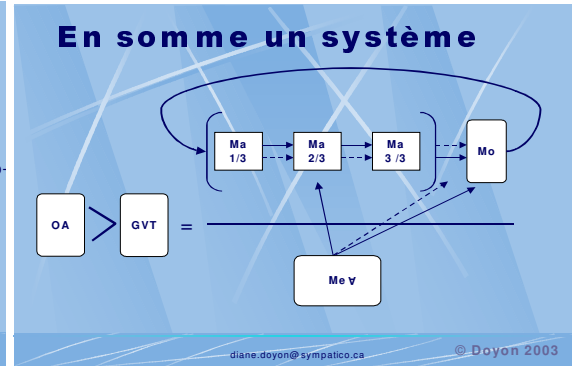 En somme un système
Ma
1/3
Ma
2/3
Ma
3 /3
Mo
OA
>
GVT
=
Me ∀
diane.doyon@sympatico.ca
© Doyon 2003